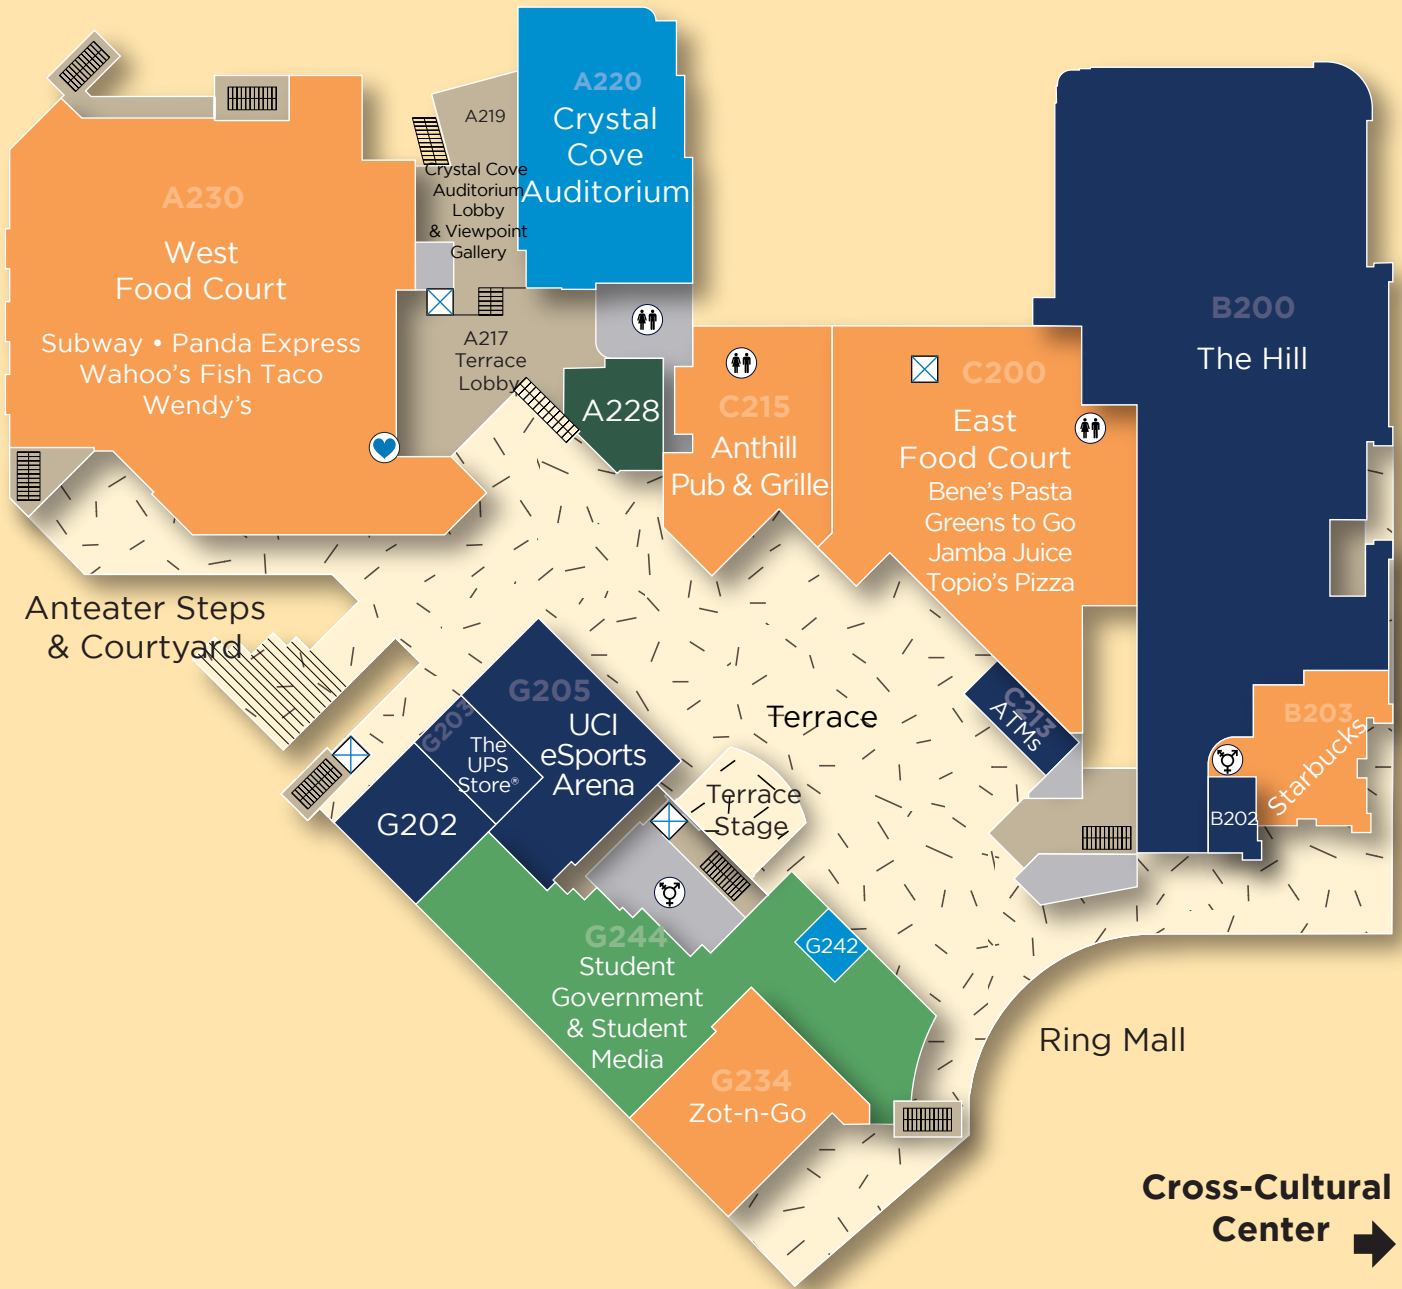 A230
West
Food Court
Subway • Panda Express
Wahoo's Fish Taco
Wendy's
A219
Crystal Cove
Auditorium
Lobby
& Viewpoint
Gallery
A220
Crystal
Cove
Auditorium
A217
Terrace
Lobby
A228
C215
Anthill
Pub & Grille
C200
East
Food Court
Bene's Pasta
Greens to Go
Jamba Juice
Topio's Pizza
B200
The Hill
Anteater Steps
& Courtyard
G205
UCI
eSports
Arena
G203
The
UPS
Store®
G202
Terrace
C213
ATMs
B203
Starbucks
B202
Terrace
Stage
G244
Student
Government
& Student
Media
G242
G234
Zot-n-Go
Ring Mall
Cross-Cultural
Center